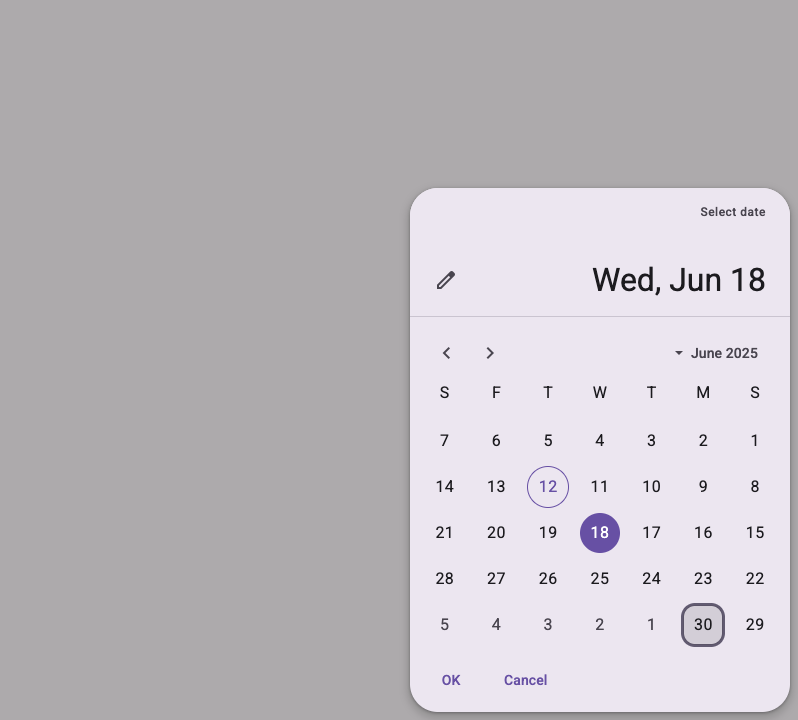 Select date
Wed, Jun 18
June 2025
S F T W T M S
7 6 5 4 3 2 1
14 13 12 11 10 9 8
21 20 19 18 17 16 15
28 27 26 25 24 23 22
5 4 3 2 1 30 29
OK Cancel